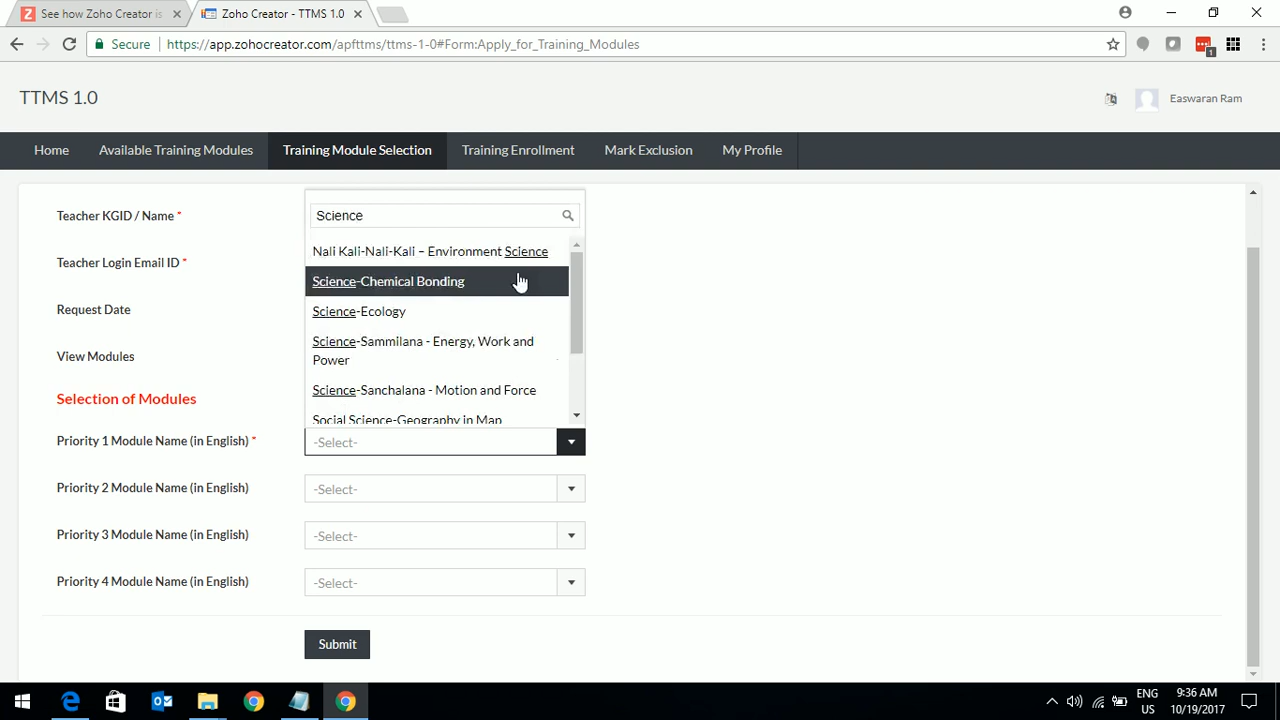 See how Zoho Creator is
Zoho Creator - TTMS 1.0
Secure
https://app.zohocreator.com/apfttms/ttms-1-0#Form:Apply_for_Training_Modules
1
TTMS 1.0
Easwaran Ram
Home
Available Training Modules
Training Module Selection
Training Enrollment
Mark Exclusion
My Profile
Teacher KGID / Name *
Science
Nali Kali-Nali-Kali – Environment Science
Teacher Login Email ID *
Science-Chemical Bonding
Request Date
Science-Ecology
Science-Sammilana - Energy, Work and
Power
View Modules
Science-Sanchalana - Motion and Force
Selection of Modules
Social Science-Geography in Map
Priority 1 Module Name (in English) *
-Select-
Priority 2 Module Name (in English)
-Select-
Priority 3 Module Name (in English)
-Select-
Priority 4 Module Name (in English)
-Select-
Submit
ENG
US
9:36 AM
10/19/2017